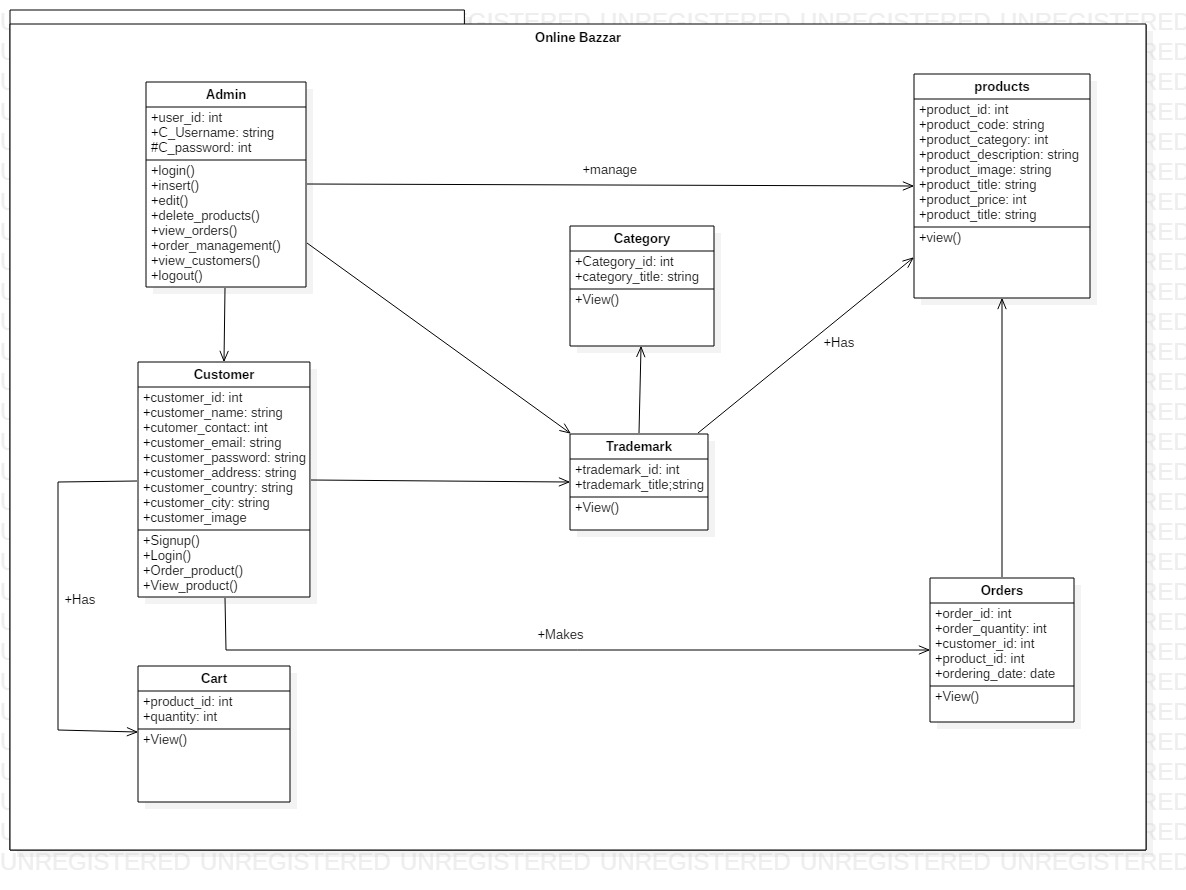 Online Bazzar
Admin
+user_id: int
+C_Username: string
#C_password: int
+login()
+insert()
+edit()
+delete_products()
+view_orders()
+order_management()
+view_customers()
+logout()
+manage
products
+product_id: int
+product_code: string
+product_category: int
+product_description: string
+product_image: string
+product_title: string
+product_price: int
+product_title: string
+view()
Category
+Category_id: int
+category_title: string
+View()
+Has
Customer
+customer_id: int
+customer_name: string
+cutomer_contact: int
+customer_email: string
+customer_password: string
+customer_address: string
+customer_country: string
+customer_city: string
+customer_image
+Signup()
+Login()
+Order_product()
+View_product()
Trademark
+trademark_id: int
+trademark_title;string
+View()
+Has
+Makes
Orders
+order_id: int
+order_quantity: int
+customer_id: int
+product_id: int
+ordering_date: date
+View()
Cart
+product_id: int
+quantity: int
+View()
UNREGISTERED UNREGISTERED UNREGISTERED UNREGISTERED UNREGISTERED UNREGISTERED